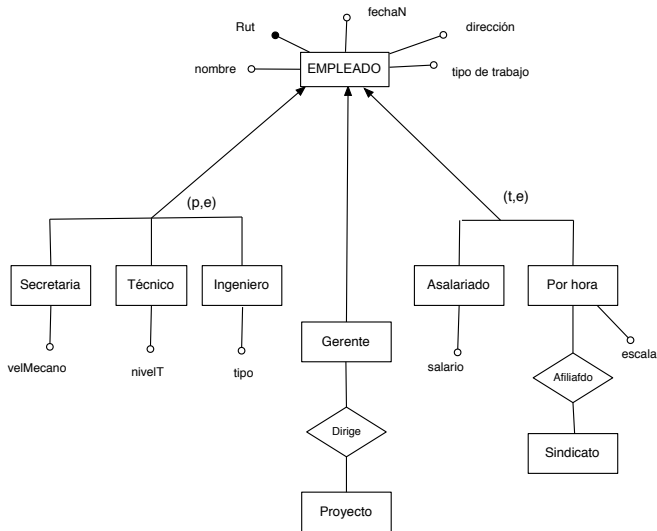 fechaN
Rut
dirección
nombre
EMPLEADO
tipo de trabajo
(p,e)
(t,e)
Secretaria
Técnico
Ingeniero
Asalariado
Por hora
Gerente
velMecano
nivelT
tipo
salario
escala
Afiliafdo
Dirige
Sindicato
Proyecto